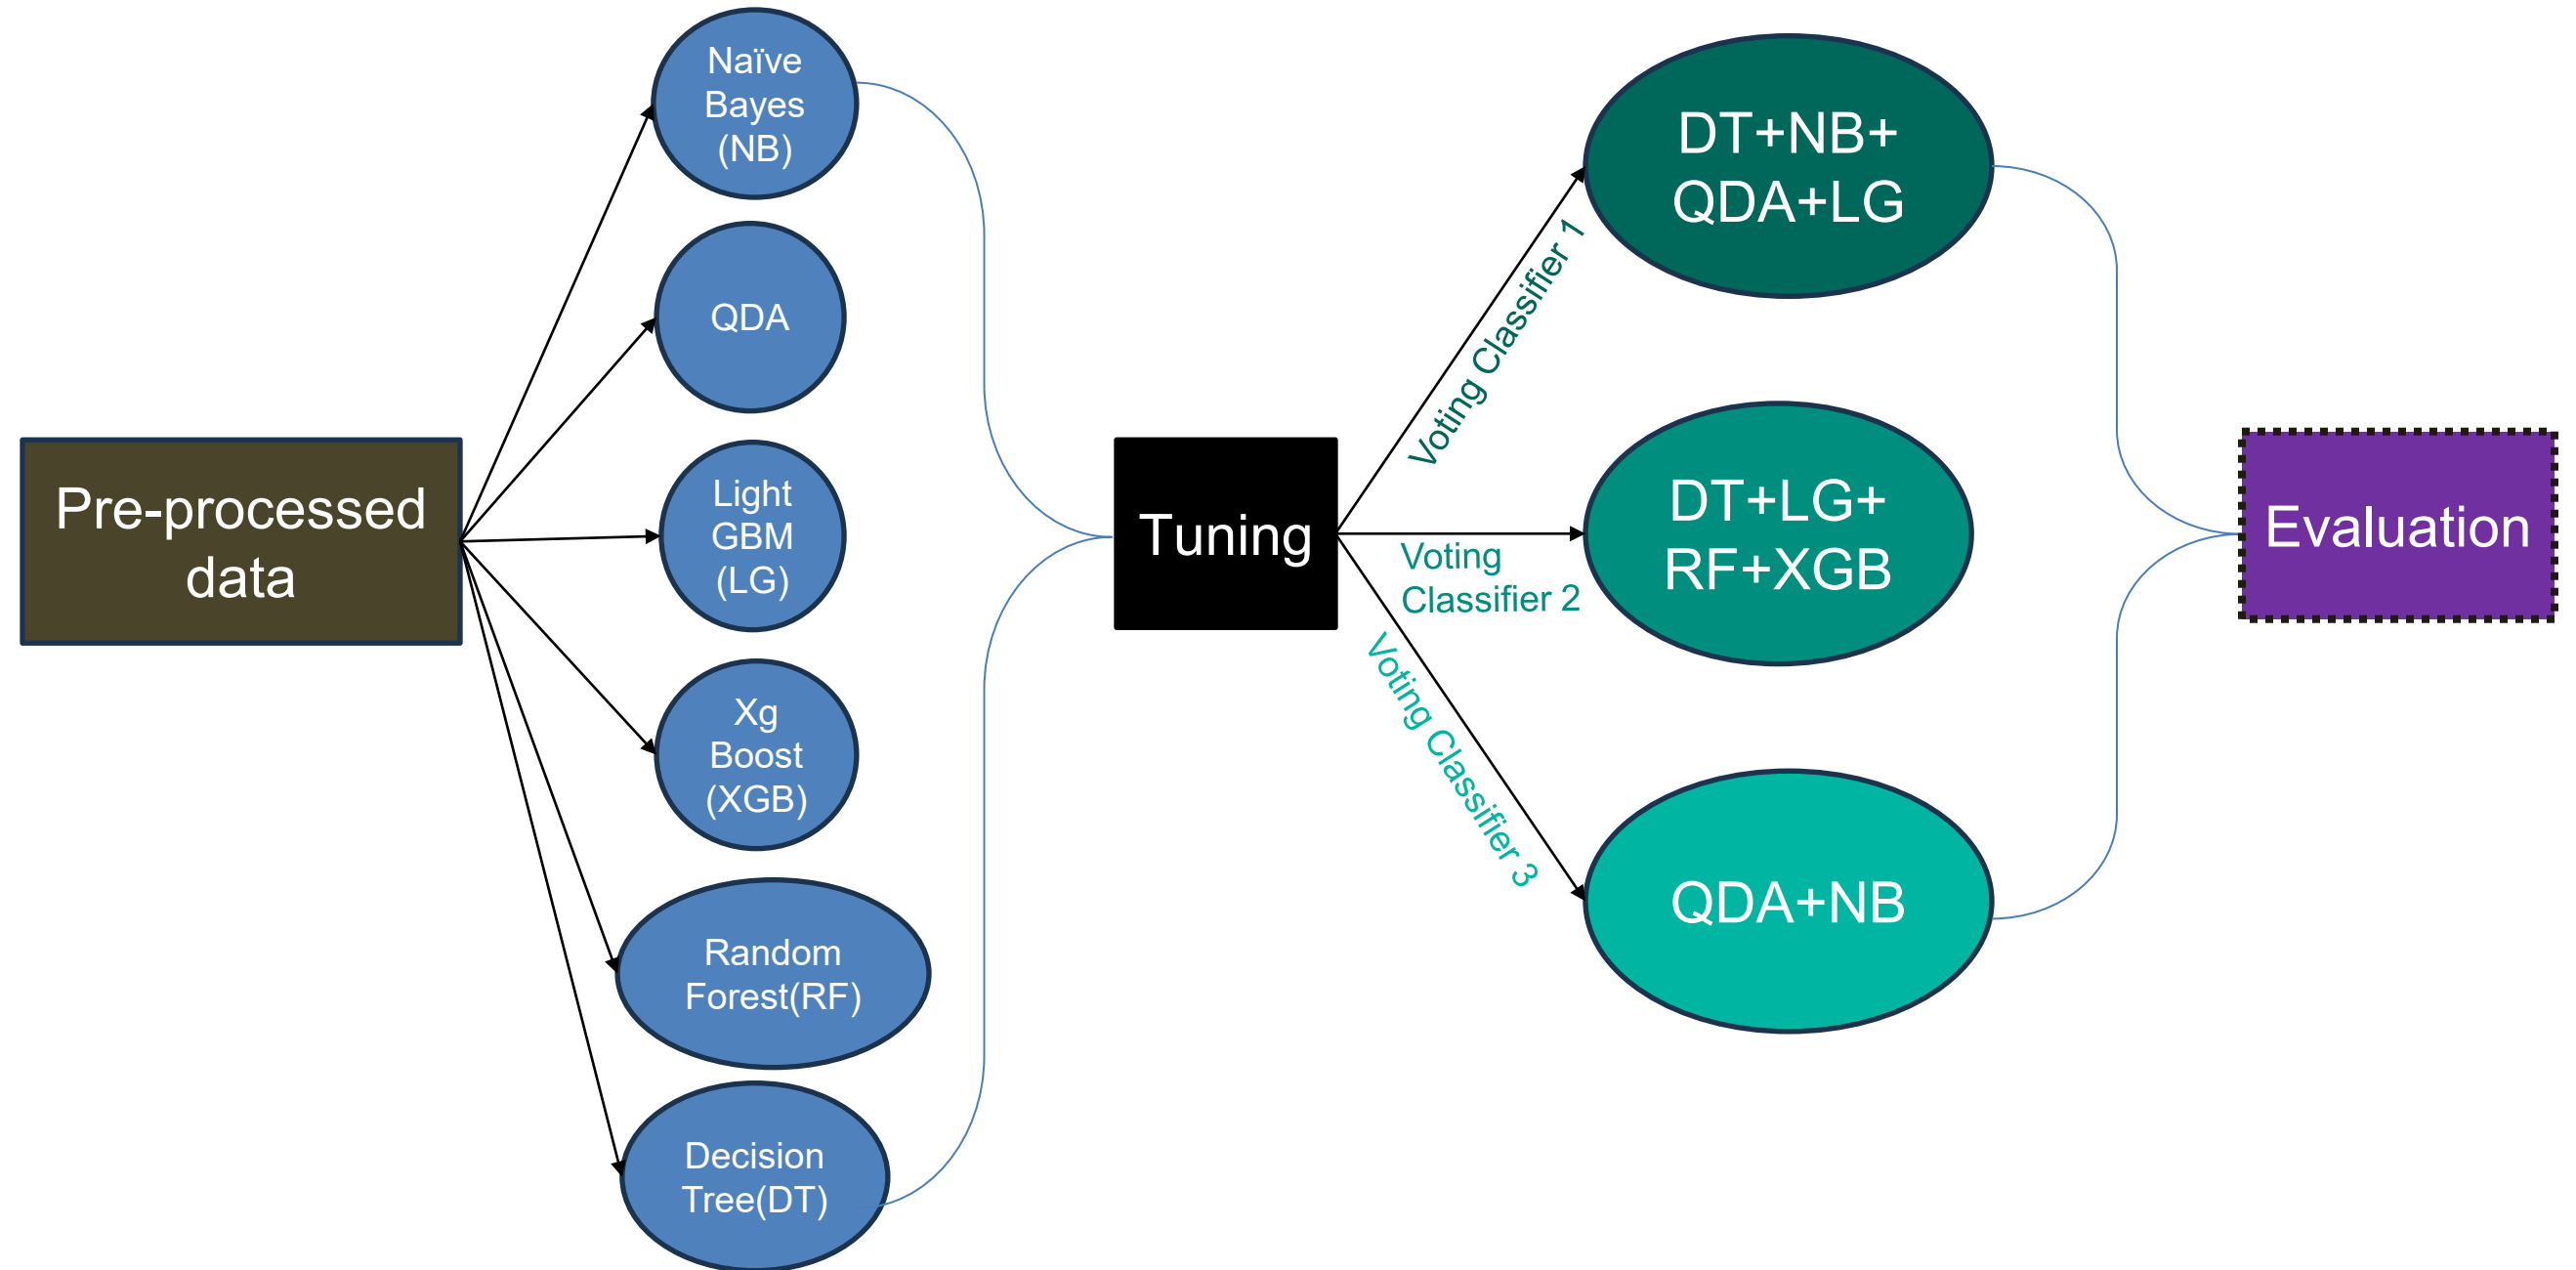 Pre-processed
data
Naïve
Bayes
(NB)
QDA
Light
GBM
(LG)
Xg
Boost
(XGB)
Random
Forest(RF)
Decision
Tree(DT)
Tuning
Voting Classifier 1
Voting
Classifier 2
Voting Classifier 3
DT+NB+
QDA+LG
DT+LG+
RF+XGB
QDA+NB
Evaluation